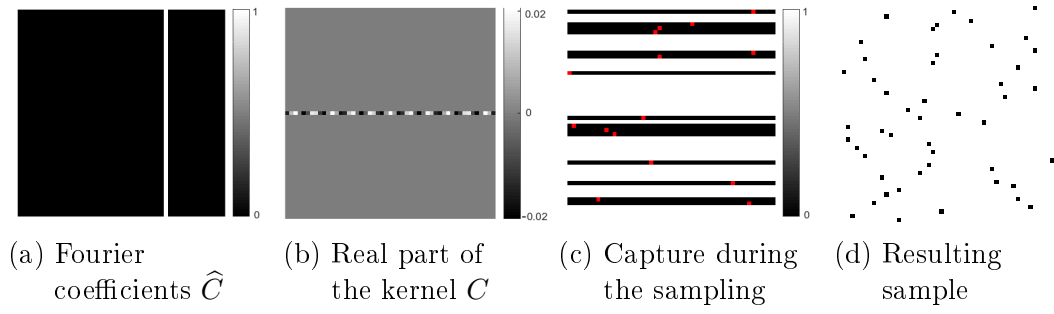 1
0
0.02
0
-0.02
1
0
(a) Fourier coefficients $\widehat{C}$
(b) Real part of the kernel $C$
(c) Capture during the sampling
(d) Resulting sample